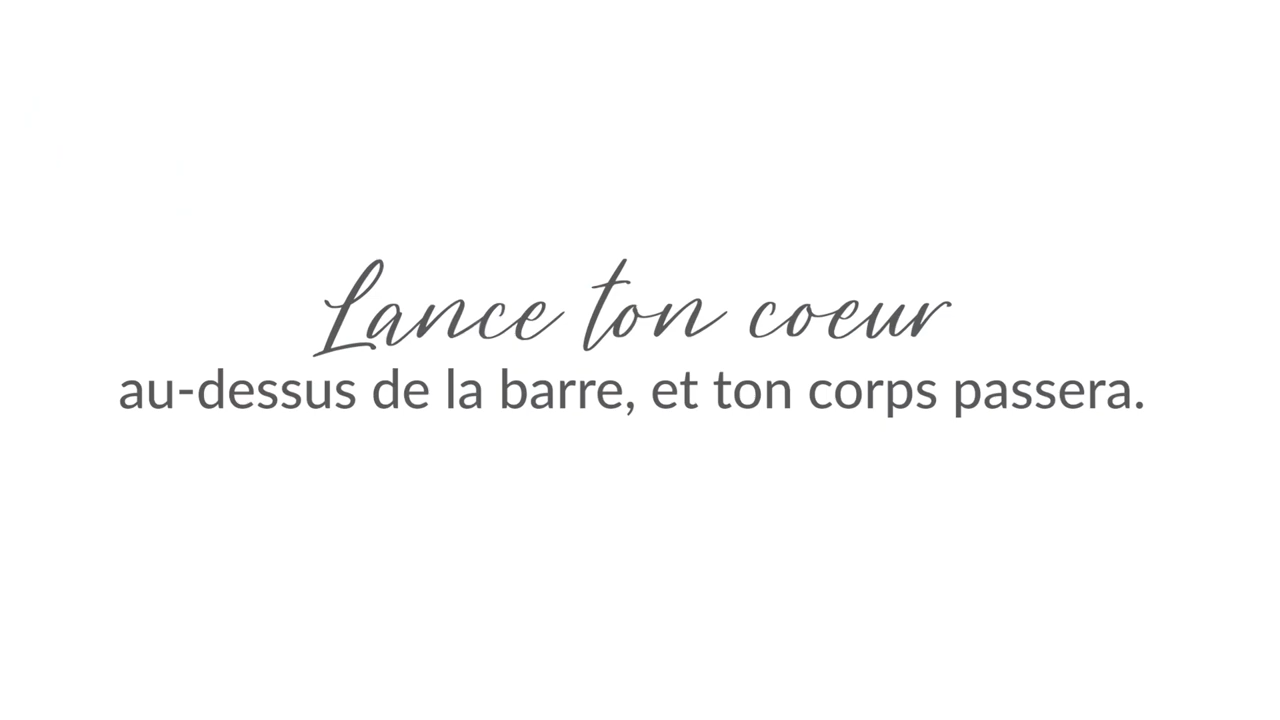 Lance ton coeur
au-dessus de la barre, et ton corps passera.